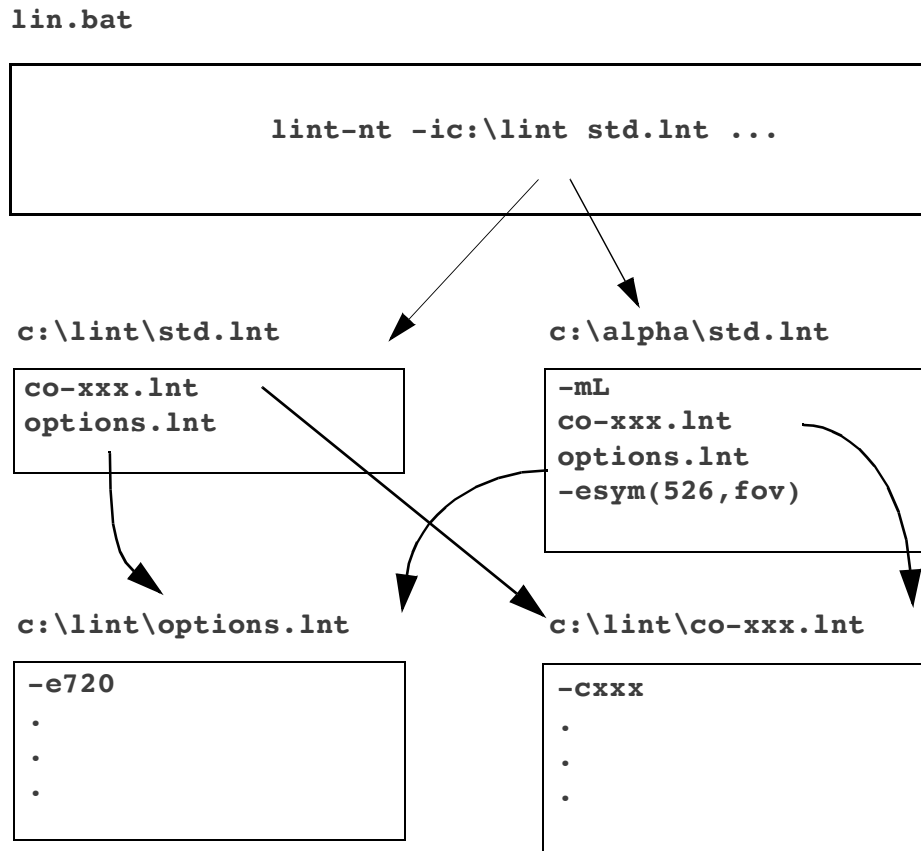 lin.bat
lint-nt -ic:\lint std.lnt ...
c:\lint\std.lnt
co-xxx.lnt
options.lnt
c:\alpha\std.lnt
-mL
co-xxx.lnt
options.lnt
-esym(526,fov)
c:\lint\options.lnt
-e720
.
.
.
c:\lint\co-xxx.lnt
-cxxx
.
.
.